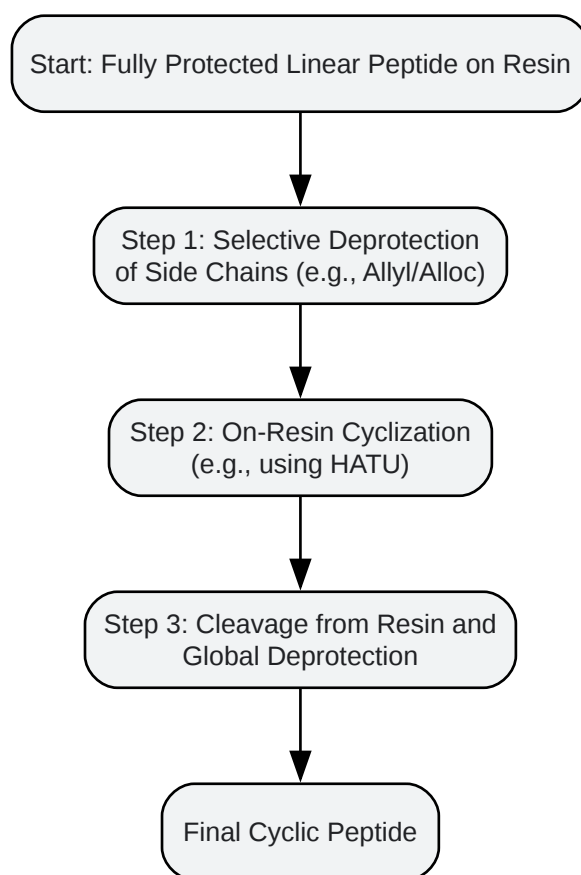 Start: Fully Protected Linear Peptide on Resin
Step 1: Selective Deprotection
of Side Chains (e.g., Allyl/Alloc)
Step 2: On-Resin Cyclization
(e.g., using HATU)
Step 3: Cleavage from Resin and
Global Deprotection
Final Cyclic Peptide